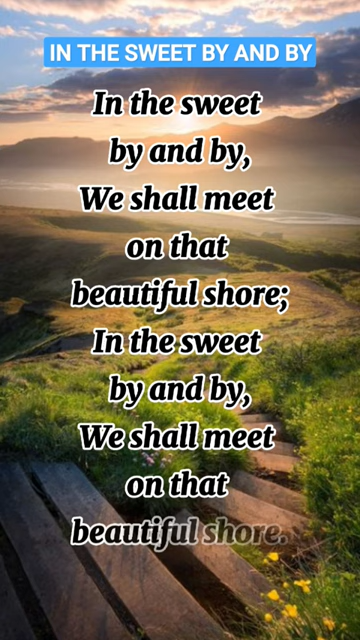 IN THE SWEET BY AND BY
In the sweet
by and by,
We shall meet
on that
beautiful shore;
In the sweet
by and by,
We shall meet
on that
beautiful shore.